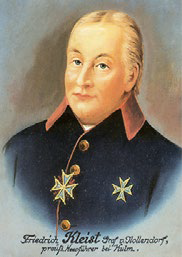 Friedrich Kleist Graf v. Nollendorf,
preuß. Heerführer bei Kulm.